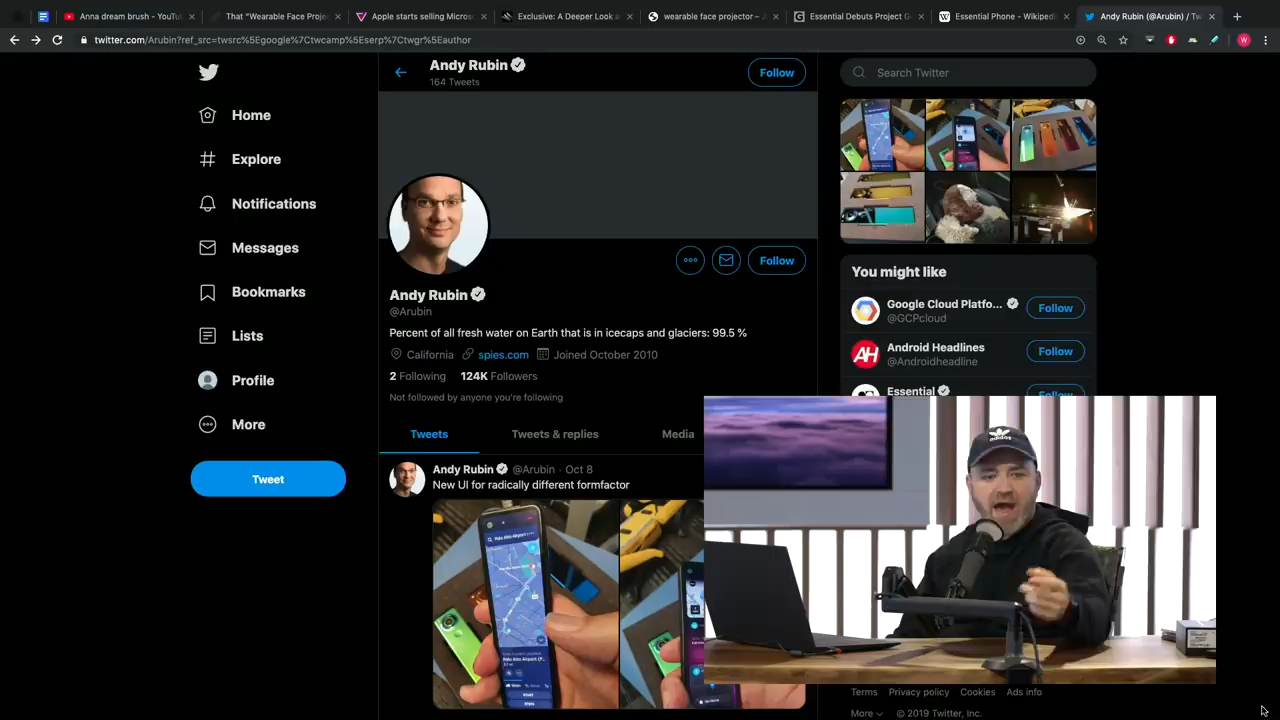 Anna dream brush - YouTu
That "Wearable Face Projec
Apple starts selling Micros
Exclusive: A Deeper Look a
wearable face projector –
Essential Debuts Project G
Essential Phone - Wikiped
Andy Rubin (@Arubin) / Tw
twitter.com/Arubin?ref_src=twsrc%5Egoogle%7Ctwcamp%5Eserp%7Ctwgr%5Eauthor
W
Andy Rubin
164 Tweets
Follow
Search Twitter
Home
Explore
Notifications
Messages
Bookmarks
Lists
Profile
More
Tweet
Follow
Andy Rubin
@Arubin
Percent of all fresh water on Earth that is in icecaps and glaciers: 99.5 %
California
spies.com
Joined October 2010
2 Following
124K Followers
Not followed by anyone you're following
Tweets
Tweets & replies
Media
Andy Rubin @Arubin · Oct 8
New UI for radically different formfactor
You might like
Google Cloud Platfo...
@GCPcloud
Follow
Android Headlines
@Androidheadline
Follow
Essential
Follow
adidas
Terms
Privacy policy
Cookies
Ads info
More
© 2019 Twitter, Inc.